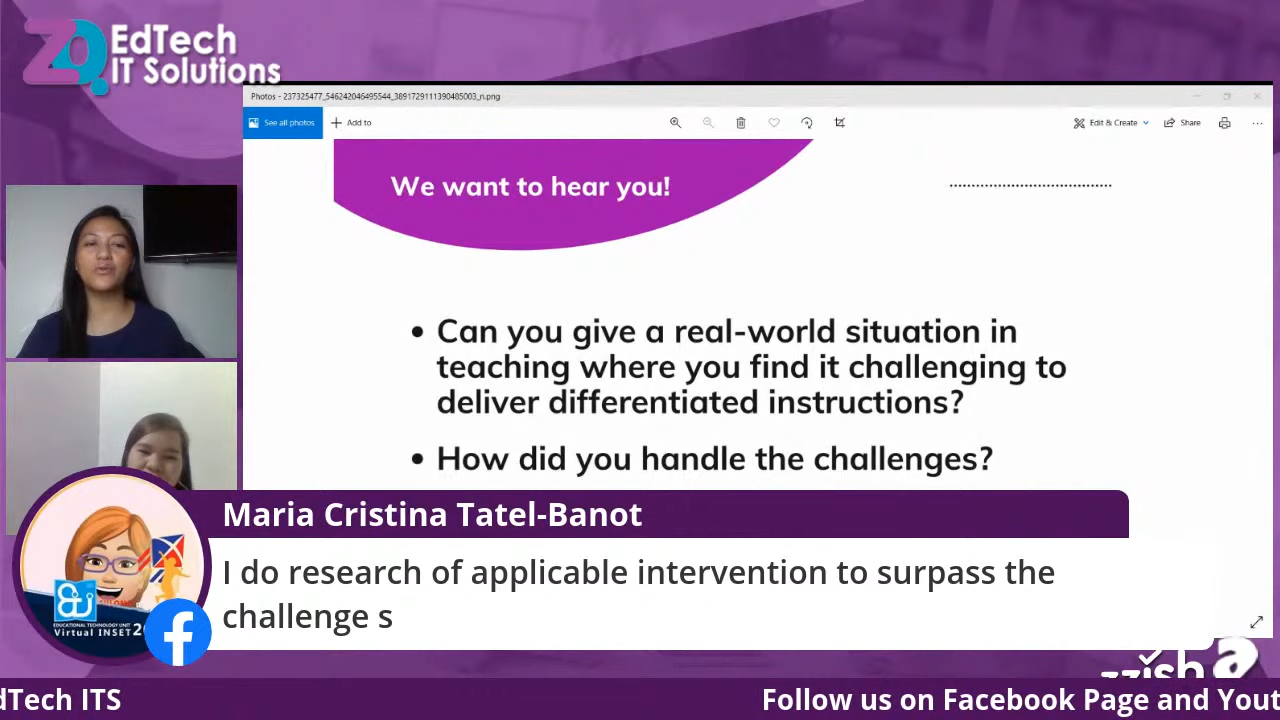 EdTech
IT Solutions
Photos - 237325477_546242046495544_3891729111390485003_n.png
See all photos
Add to
Edit & Create
Share
We want to hear you!
• Can you give a real-world situation in
teaching where you find it challenging to
deliver differentiated instructions?
• How did you handle the challenges?
Maria Cristina Tatel-Banot
I do research of applicable intervention to surpass the
challenge s
EDUCATIONAL TECHNOLOGY UNIT
Virtual INSET
dTech ITS
Follow us on Facebook Page and Yout